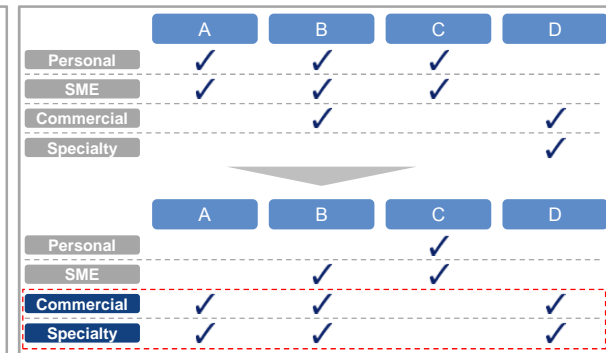 A B C D
Personal ✓ ✓ ✓
SME ✓ ✓ ✓
Commercial ✓ ✓
Specialty ✓
A B C D
Personal ✓
SME ✓ ✓
Commercial ✓ ✓ ✓
Specialty ✓ ✓ ✓